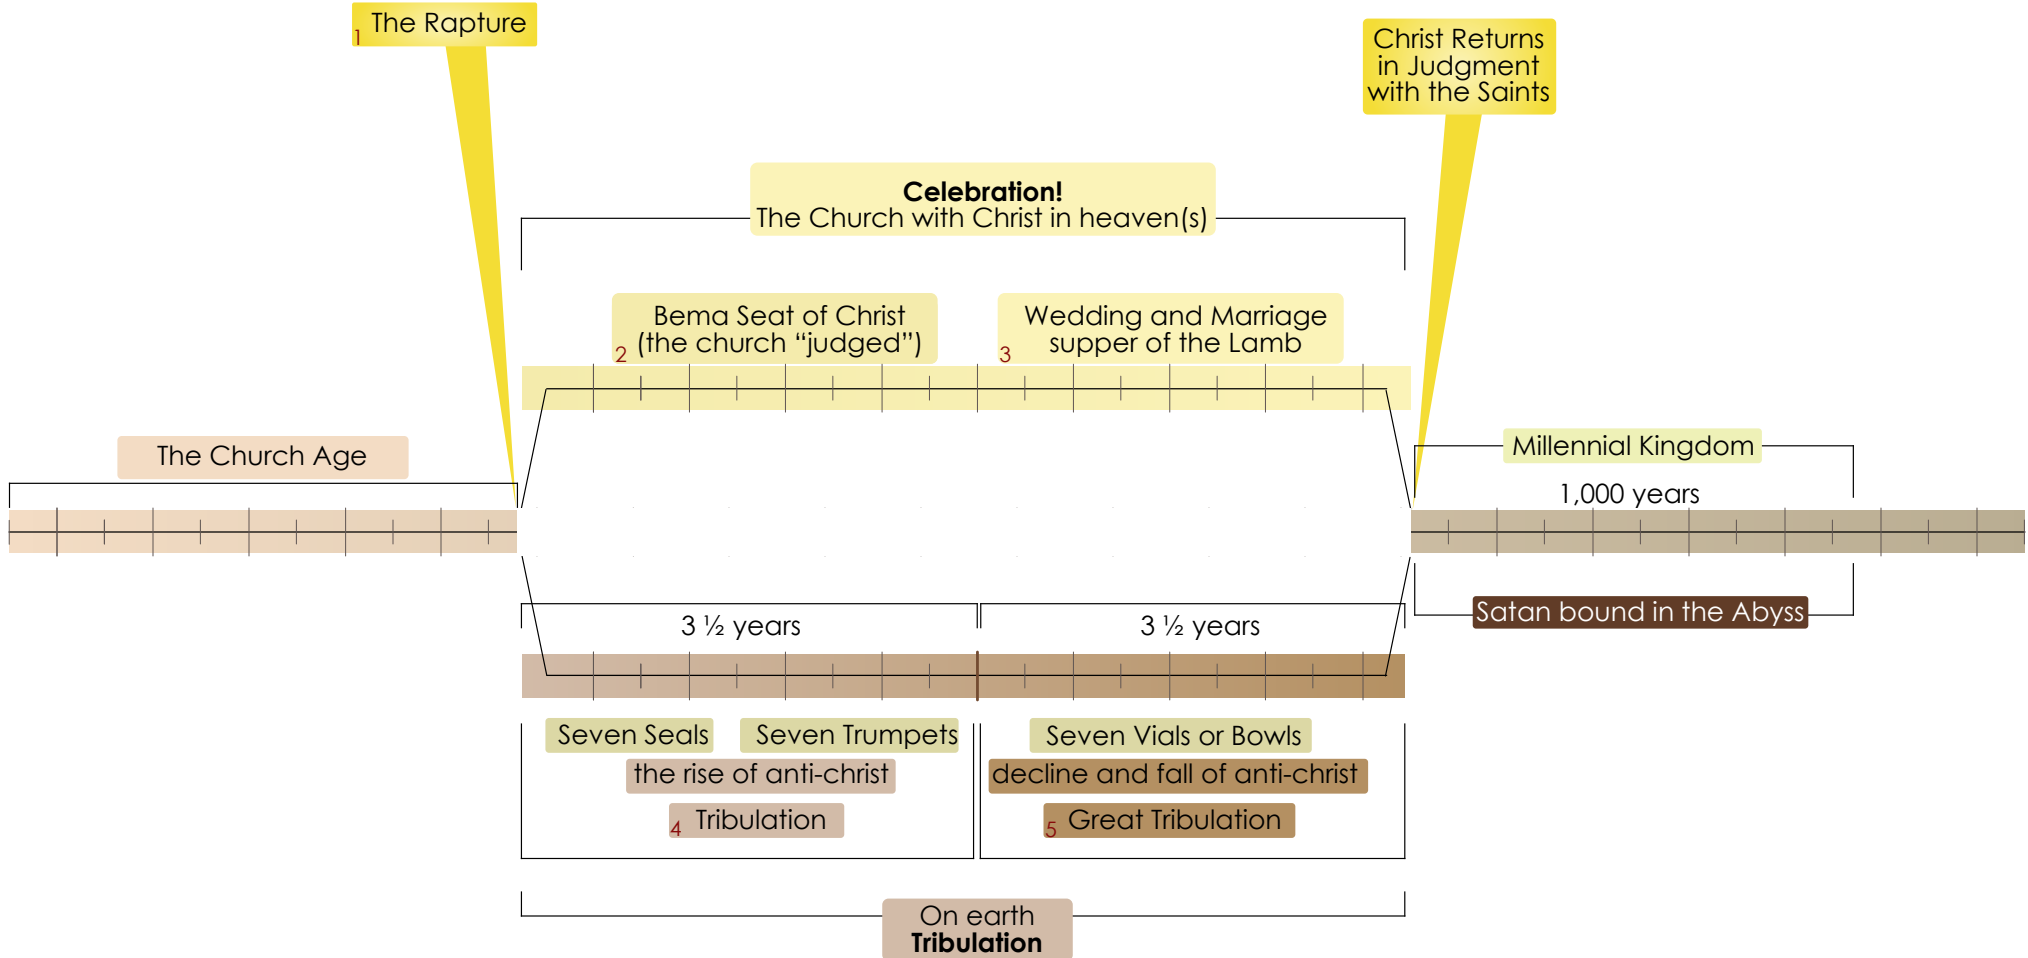 1 The Rapture
Christ Returns
in Judgment
with the Saints
Celebration!
The Church with Christ in heaven(s)
Bema Seat of Christ
2 (the church “judged”)
Wedding and Marriage
3 supper of the Lamb
The Church Age
Millennial Kingdom
1,000 years
Satan bound in the Abyss
3 ½ years
3 ½ years
Seven Seals
Seven Trumpets
the rise of anti-christ
4 Tribulation
Seven Vials or Bowls
decline and fall of anti-christ
5 Great Tribulation
On earth
Tribulation